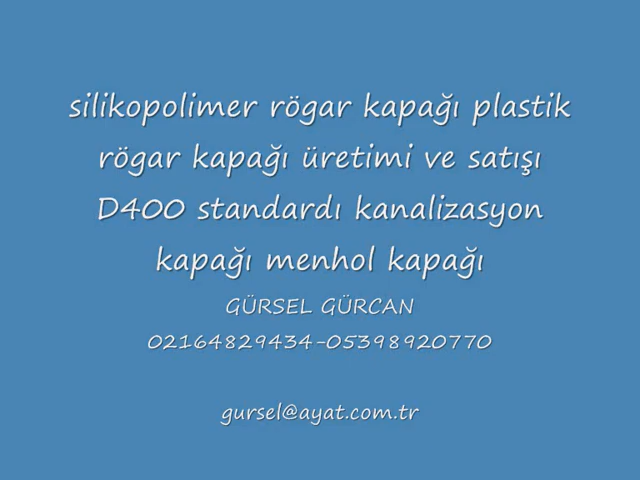 silikopolimer rögar kapağı plastik
rögar kapağı üretimi ve satışı
D400 standardı kanalizasyon
kapağı menhol kapağı
GÜRSEL GÜRCAN
02164829434-05398920770
gursel@ayat.com.tr